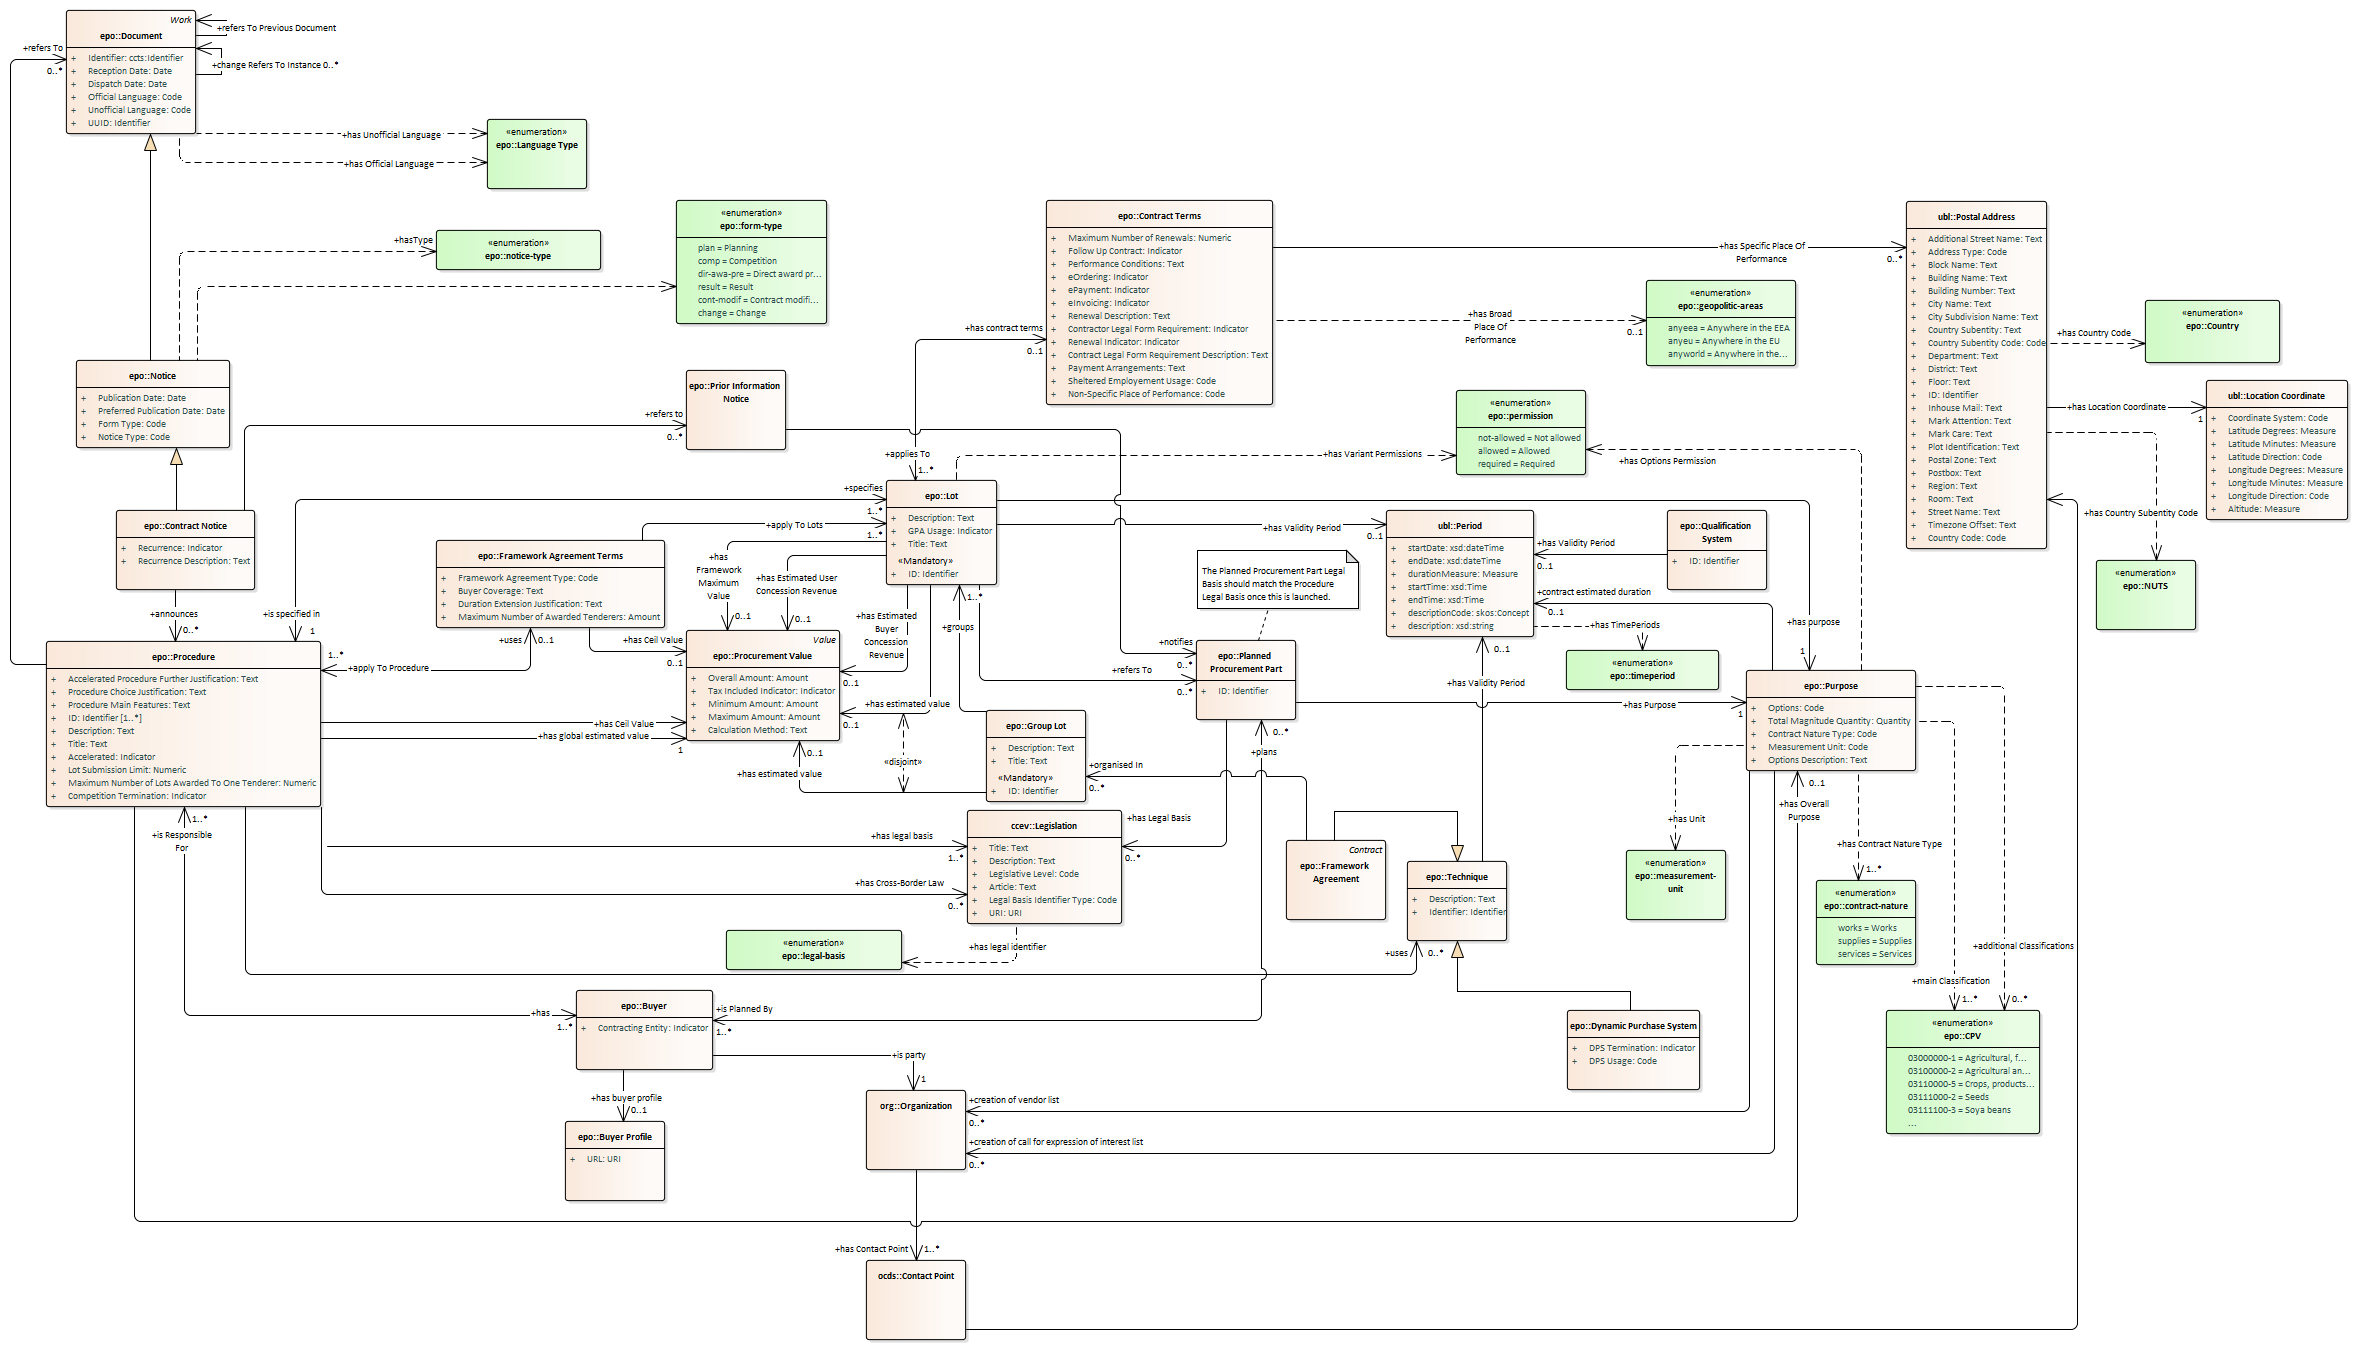 Work
epo::Document
+ Identifier: ccts:Identifier
+ Reception Date: Date
+ Dispatch Date: Date
+ Official Language: Code
+ Unofficial Language: Code
+ UUID: Identifier
+refers To Previous Document
+change Refers To Instance 0..*
+refers To
0..*
+has Unofficial Language
+has Official Language
«enumeration»
epo::Language Type
+hasType
«enumeration»
epo::notice-type
«enumeration»
epo::form-type
plan = Planning
comp = Competition
dir-awa-pre = Direct award pr...
result = Result
cont-modif = Contract modifi...
change = Change
epo::Notice
+ Publication Date: Date
+ Preferred Publication Date: Date
+ Form Type: Code
+ Notice Type: Code
epo::Prior Information
Notice
+refers to
0..*
epo::Contract Notice
+ Recurrence: Indicator
+ Recurrence Description: Text
+announces
0..*
+is specified in
1
epo::Contract Terms
+ Maximum Number of Renewals: Numeric
+ Follow Up Contract: Indicator
+ Performance Conditions: Text
+ eOrdering: Indicator
+ ePayment: Indicator
+ eInvoicing: Indicator
+ Renewal Description: Text
+ Contractor Legal Form Requirement: Indicator
+ Renewal Indicator: Indicator
+ Contract Legal Form Requirement Description: Text
+ Payment Arrangements: Text
+ Sheltered Employement Usage: Code
+ Non-Specific Place of Perfomance: Code
+has contract terms
0..1
+applies To
1..*
+has Specific Place Of
Performance
0..*
+has Broad
Place Of
Performance
0..1
«enumeration»
epo::geopolitic-areas
anyeea = Anywhere in the EEA
anyeu = Anywhere in the EU
anyworld = Anywhere in the...
ubl::Postal Address
+ Additional Street Name: Text
+ Address Type: Code
+ Block Name: Text
+ Building Name: Text
+ Building Number: Text
+ City Name: Text
+ City Subdivision Name: Text
+ Country Subentity: Text
+ Country Subentity Code: Code
+ Department: Text
+ District: Text
+ Floor: Text
+ ID: Identifier
+ Inhouse Mail: Text
+ Mark Attention: Text
+ Mark Care: Text
+ Plot Identification: Text
+ Postal Zone: Text
+ Postbox: Text
+ Region: Text
+ Room: Text
+ Street Name: Text
+ Timezone Offset: Text
+ Country Code: Code
+has Country Code
«enumeration»
epo::Country
+has Location Coordinate
1
ubl::Location Coordinate
+ Coordinate System: Code
+ Latitude Degrees: Measure
+ Latitude Minutes: Measure
+ Latitude Direction: Code
+ Longitude Degrees: Measure
+ Longitude Minutes: Measure
+ Longitude Direction: Code
+ Altitude: Measure
+has Country Subentity Code
«enumeration»
epo::NUTS
«enumeration»
epo::permission
not-allowed = Not allowed
allowed = Allowed
required = Required
+has Variant Permissions
+has Options Permission
+specifies
1..*
epo::Lot
+ Description: Text
+ GPA Usage: Indicator
+ Title: Text
«Mandatory»
+ ID: Identifier
+apply To Lots
1..*
epo::Framework Agreement Terms
+ Framework Agreement Type: Code
+ Buyer Coverage: Text
+ Duration Extension Justification: Text
+ Maximum Number of Awarded Tenderers: Amount
+has
Framework
Maximum
Value
0..1
+has Estimated User
Concession Revenue
0..1
+has Estimated
Buyer
Concession
Revenue
0..1
+groups
1..*
+has Validity Period
0..1
ubl::Period
+ startDate: xsd:dateTime
+ endDate: xsd:dateTime
+ durationMeasure: Measure
+ startTime: xsd:Time
+ endTime: xsd:Time
+ descriptionCode: skos:Concept
+ description: xsd:string
+has Validity Period
0..1
epo::Qualification
System
+ ID: Identifier
+contract estimated duration
0..1
+has TimePeriods
«enumeration»
epo::timeperiod
+has purpose
1
The Planned Procurement Part Legal
Basis should match the Procedure
Legal Basis once this is launched.
+notifies
0..*
+refers To
0..*
epo::Planned
Procurement Part
+ ID: Identifier
+has Validity Period
0..1
+has Purpose
1
epo::Procedure
+ Accelerated Procedure Further Justification: Text
+ Procedure Choice Justification: Text
+ Procedure Main Features: Text
+ ID: Identifier [1..*]
+ Description: Text
+ Title: Text
+ Accelerated: Indicator
+ Lot Submission Limit: Numeric
+ Maximum Number of Lots Awarded To One Tenderer: Numeric
+ Competition Termination: Indicator
1..*
+apply To Procedure
+uses
0..1
+has Ceil Value
0..1
+has Ceil Value
+has global estimated value
1
Value
epo::Procurement Value
+ Overall Amount: Amount
+ Tax Included Indicator: Indicator
+ Minimum Amount: Amount
+ Maximum Amount: Amount
+ Calculation Method: Text
+has estimated value
0..1
+has estimated value
0..1
«disjoint»
epo::Group Lot
+ Description: Text
+ Title: Text
«Mandatory»
+ ID: Identifier
+organised In
0..*
+plans
0..*
epo::Purpose
+ Options: Code
+ Total Magnitude Quantity: Quantity
+ Contract Nature Type: Code
+ Measurement Unit: Code
+ Options Description: Text
+has Unit
«enumeration»
epo::measurement-
unit
+has Overall
Purpose
0..1
+has Contract Nature Type
1..*
«enumeration»
epo::contract-nature
works = Works
supplies = Supplies
services = Services
+additional Classifications
0..*
+main Classification
1..*
«enumeration»
epo::CPV
03000000-1 = Agricultural, f...
03100000-2 = Agricultural an...
03110000-5 = Crops, products...
03111000-2 = Seeds
03111100-3 = Soya beans
...
+is Responsible
For
1..*
+has legal basis
1..*
+has Cross-Border Law
0..*
ccev::Legislation
+ Title: Text
+ Description: Text
+ Legislative Level: Code
+ Article: Text
+ Legal Basis Identifier Type: Code
+ URI: URI
+has Legal Basis
0..*
+has legal identifier
«enumeration»
epo::legal-basis
Contract
epo::Framework
Agreement
epo::Technique
+ Description: Text
+ Identifier: Identifier
+uses
0..*
epo::Dynamic Purchase System
+ DPS Termination: Indicator
+ DPS Usage: Code
+has
1..*
epo::Buyer
+ Contracting Entity: Indicator
+is Planned By
1..*
+is party
1
+has buyer profile
0..1
epo::Buyer Profile
+ URL: URI
org::Organization
+creation of vendor list
0..*
+creation of call for expression of interest list
0..*
+has Contact Point
1..*
ocds::Contact Point